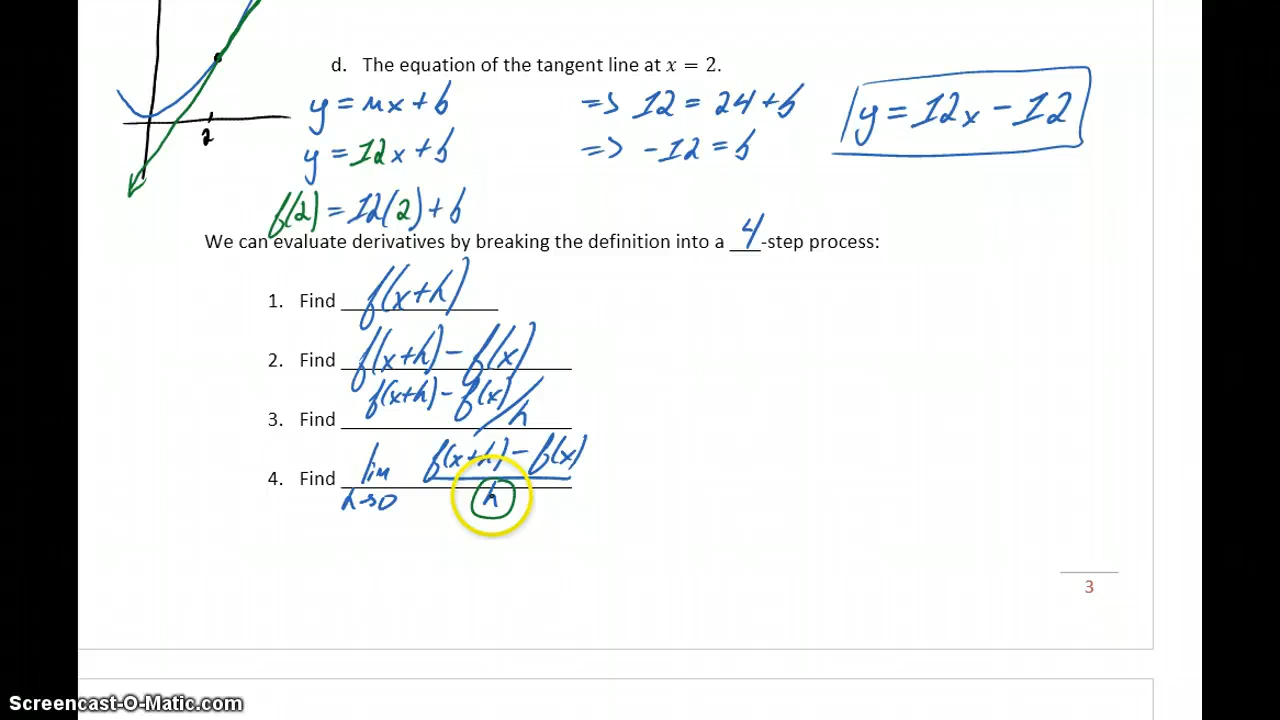 d. The equation of the tangent line at x = 2.
y = mx + b => 12 = 24 + b y = 12x - 12
y = 12x + b => -12 = b
2
f(2) = 12(2) + b
We can evaluate derivatives by breaking the definition into a 4-step process:
1. Find f(x+h)
2. Find f(x+h) - f(x)
3. Find f(x+h) - f(x) / h
4. Find lim h→0 f(x+h) - f(x)
h
3
Screencast-O-Matic.com